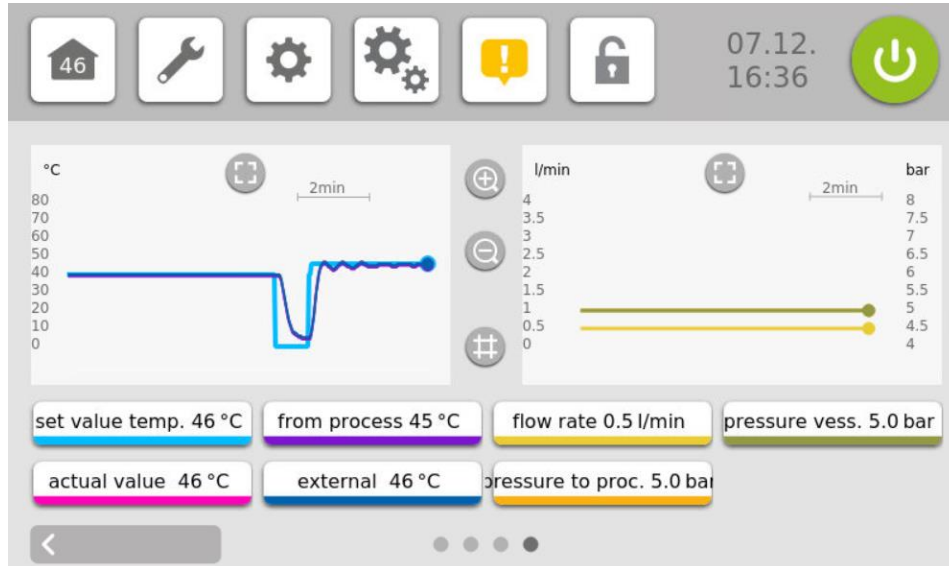 46
07.12.
16:36
°C
2min
80
70
60
50
40
30
20
10
0
l/min
2min
bar
4
3.5
3
2.5
2
1.5
1
0.5
0
8
7.5
7
6.5
6
5.5
5
4.5
4
set value temp. 46 °C
from process 45 °C
flow rate 0.5 l/min
pressure vess. 5.0 bar
actual value 46 °C
external 46 °C
pressure to proc. 5.0 bar